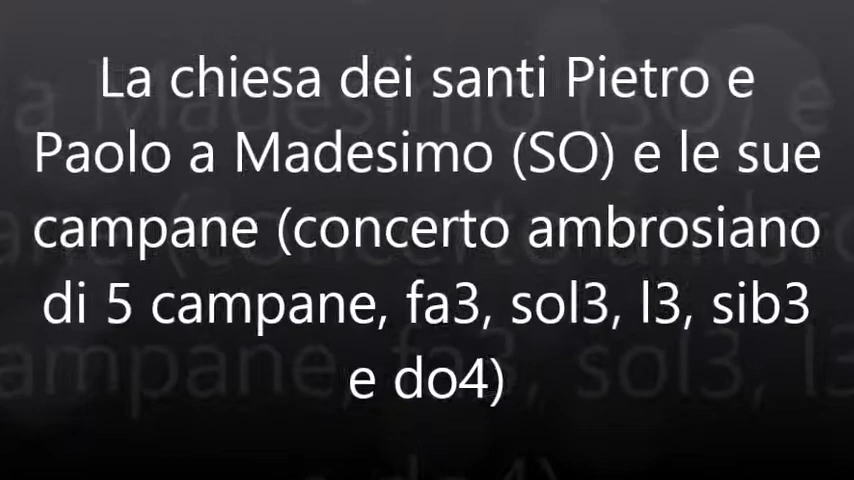 La chiesa dei santi Pietro e
Paolo a Madesimo (SO) e le sue
campane (concerto ambrosiano
di 5 campane, fa3, sol3, l3, sib3
e do4)